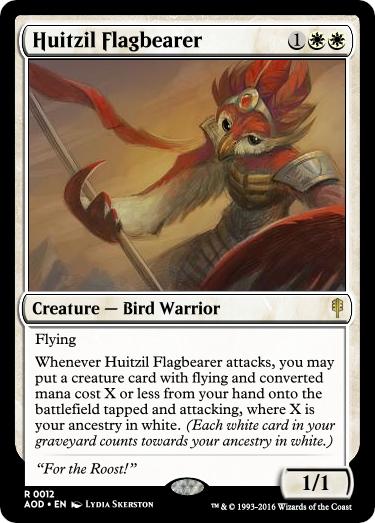 Huitzil Flagbearer 1
Creature — Bird Warrior
Flying
Whenever Huitzil Flagbearer attacks, you may
put a creature card with flying and converted
mana cost X or less from your hand onto the
battlefield tapped and attacking, where X is
your ancestry in white. (Each white card in your
graveyard counts towards your ancestry in white.)
“For the Roost!”
1/1
R 0012
AOD • EN LYDIA SKERSTON
™ & © 1993-2016 Wizards of the Coast